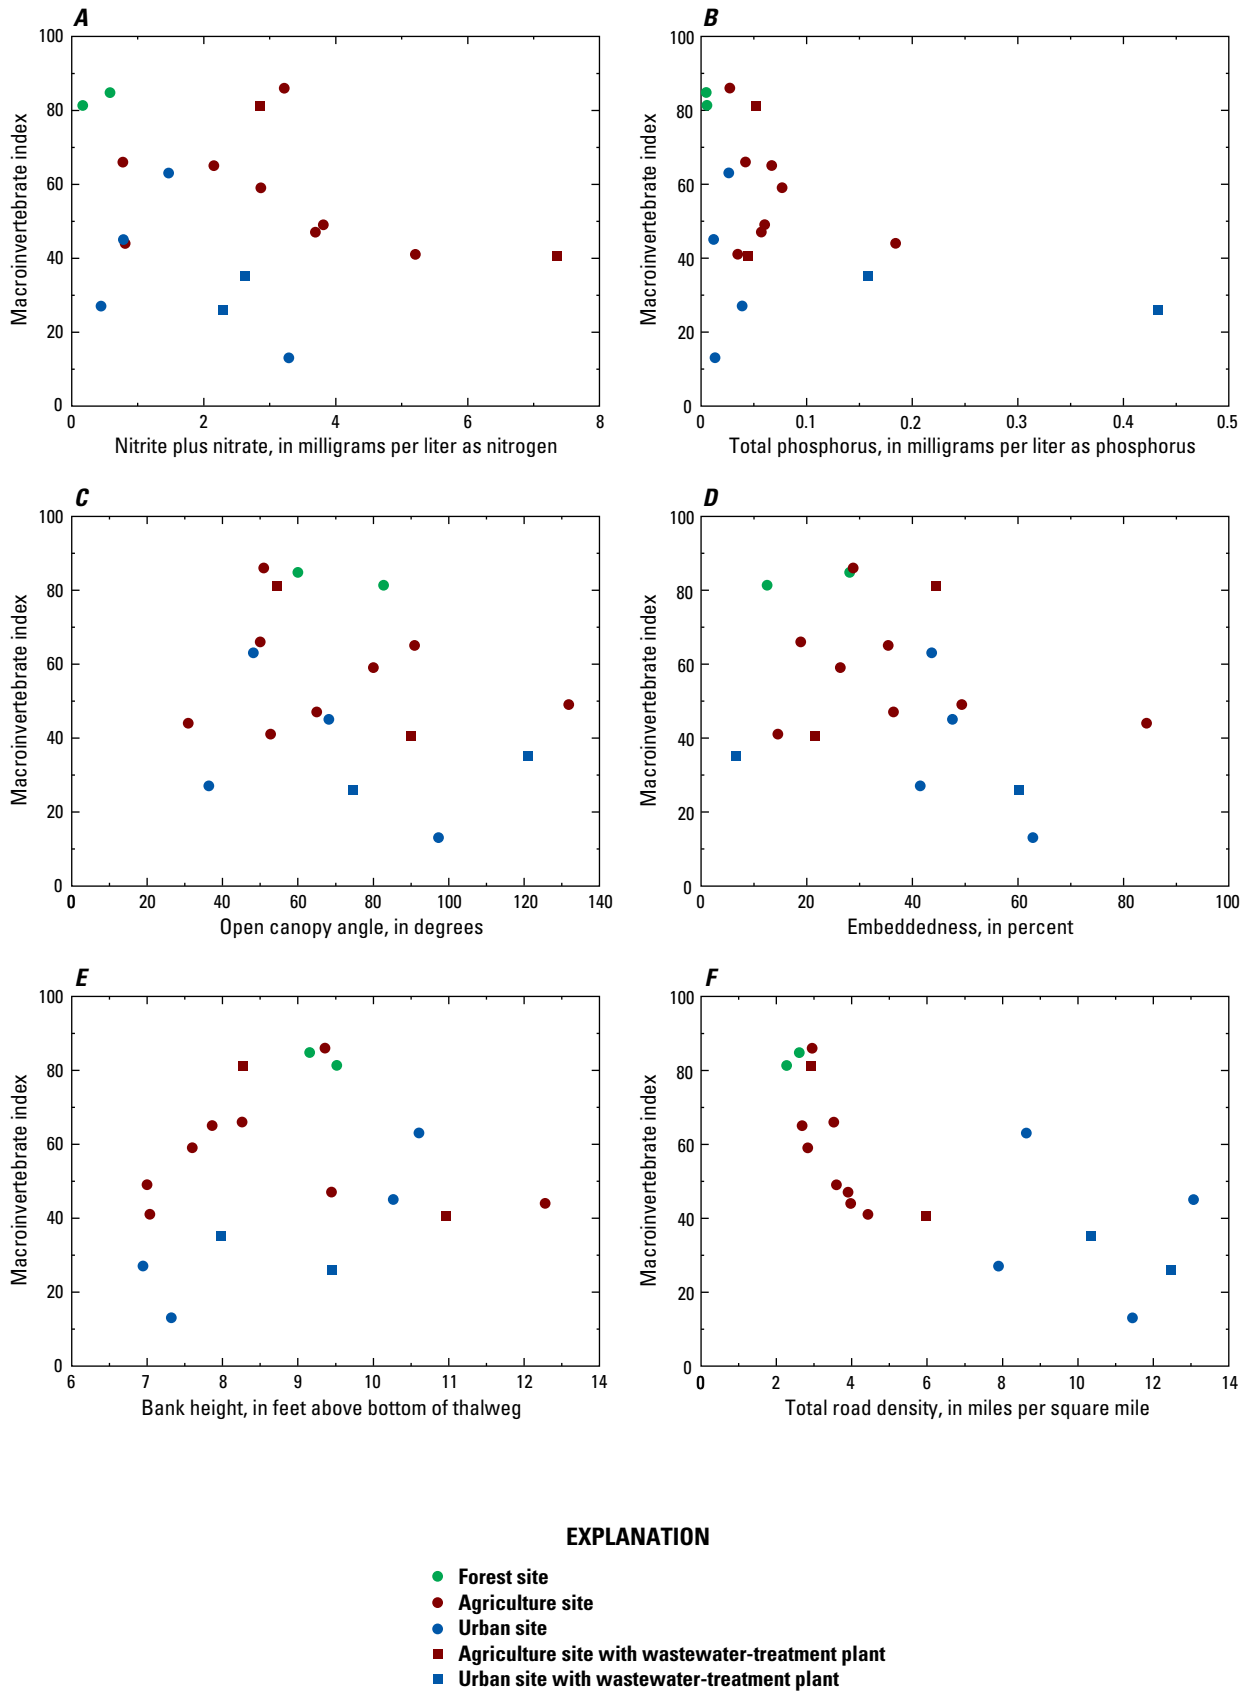 A
100
80
60
40
20
0
Macroinvertebrate index
0 2 4 6 8
Nitrite plus nitrate, in milligrams per liter as nitrogen
B
100
80
60
40
20
0
Macroinvertebrate index
0 0.1 0.2 0.3 0.4 0.5
Total phosphorus, in milligrams per liter as phosphorus
C
100
80
60
40
20
0
Macroinvertebrate index
0 20 40 60 80 100 120 140
Open canopy angle, in degrees
D
100
80
60
40
20
0
Macroinvertebrate index
0 20 40 60 80 100
Embeddedness, in percent
E
100
80
60
40
20
0
Macroinvertebrate index
6 7 8 9 10 11 12 14
Bank height, in feet above bottom of thalweg
F
100
80
60
40
20
0
Macroinvertebrate index
0 2 4 6 8 10 12 14
Total road density, in miles per square mile
EXPLANATION
Forest site
Agriculture site
Urban site
Agriculture site with wastewater-treatment plant
Urban site with wastewater-treatment plant